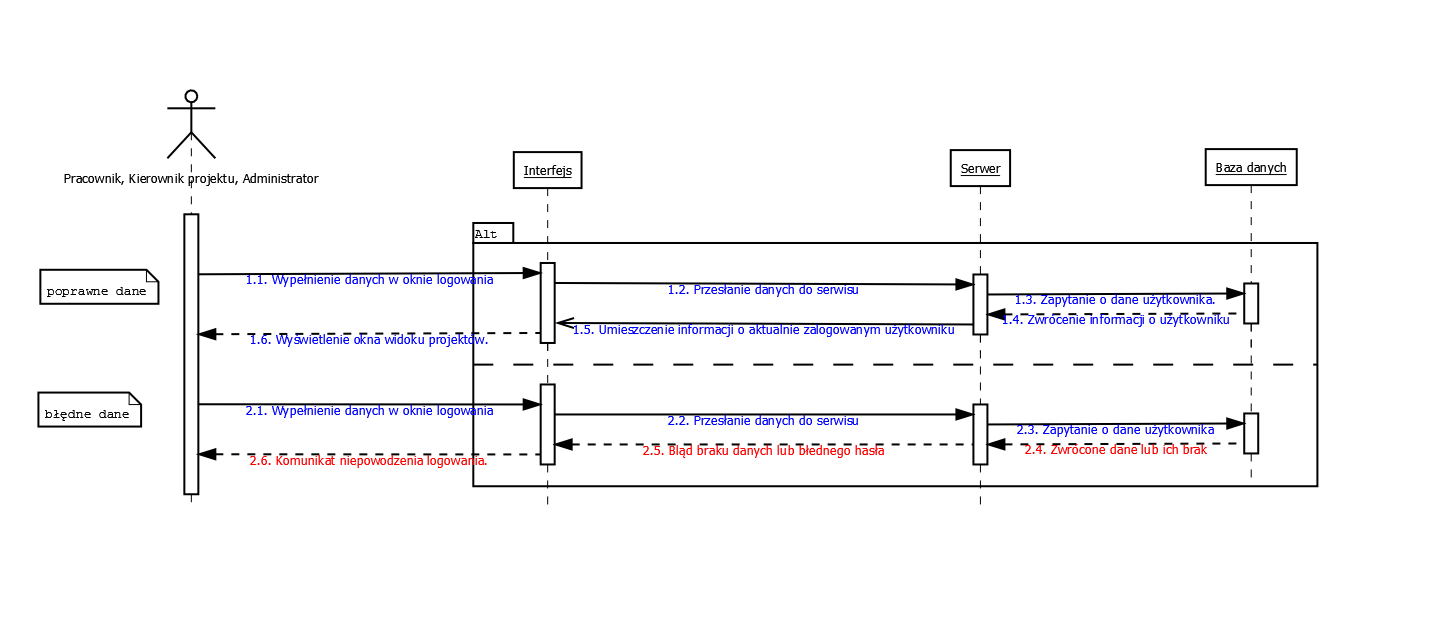 Pracownik, Kierownik projektu, Administrator
Interfejs
Serwer
Baza danych
Alt
poprawne dane
1.1. Wypełnienie danych w oknie logowania
1.2. Przesłanie danych do serwisu
1.3. Zapytanie o dane użytkownika.
1.4. Zwrócenie informacji o użytkowniku
1.5. Umieszczenie informacji o aktualnie zalogowanym użytkowniku
1.6. Wyświetlenie okna widoku projektów.
błędne dane
2.1. Wypełnienie danych w oknie logowania
2.2. Przesłanie danych do serwisu
2.3. Zapytanie o dane użytkownika
2.4. Zwrócone dane lub ich brak
2.5. Błąd braku danych lub błednego hasła
2.6. Komunikat niepowodzenia logowania.